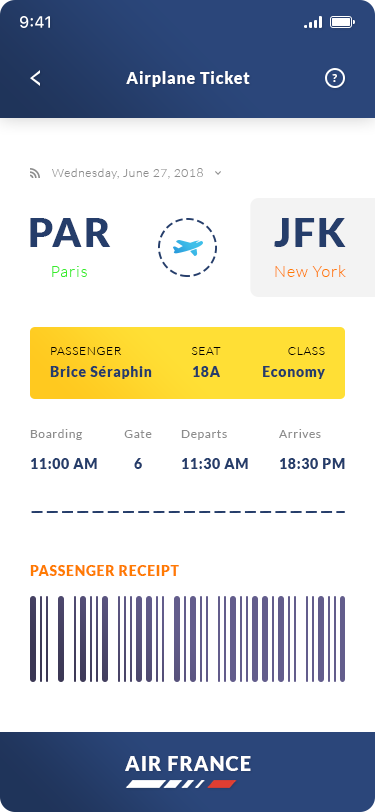 9:41
Airplane Ticket
?
Wednesday, June 27, 2018
PAR
JFK
Paris
New York
PASSENGER SEAT CLASS
Brice Séraphin 18A Economy
Boarding Gate Departs Arrives
11:00 AM 6 11:30 AM 18:30 PM
PASSENGER RECEIPT
AIR FRANCE